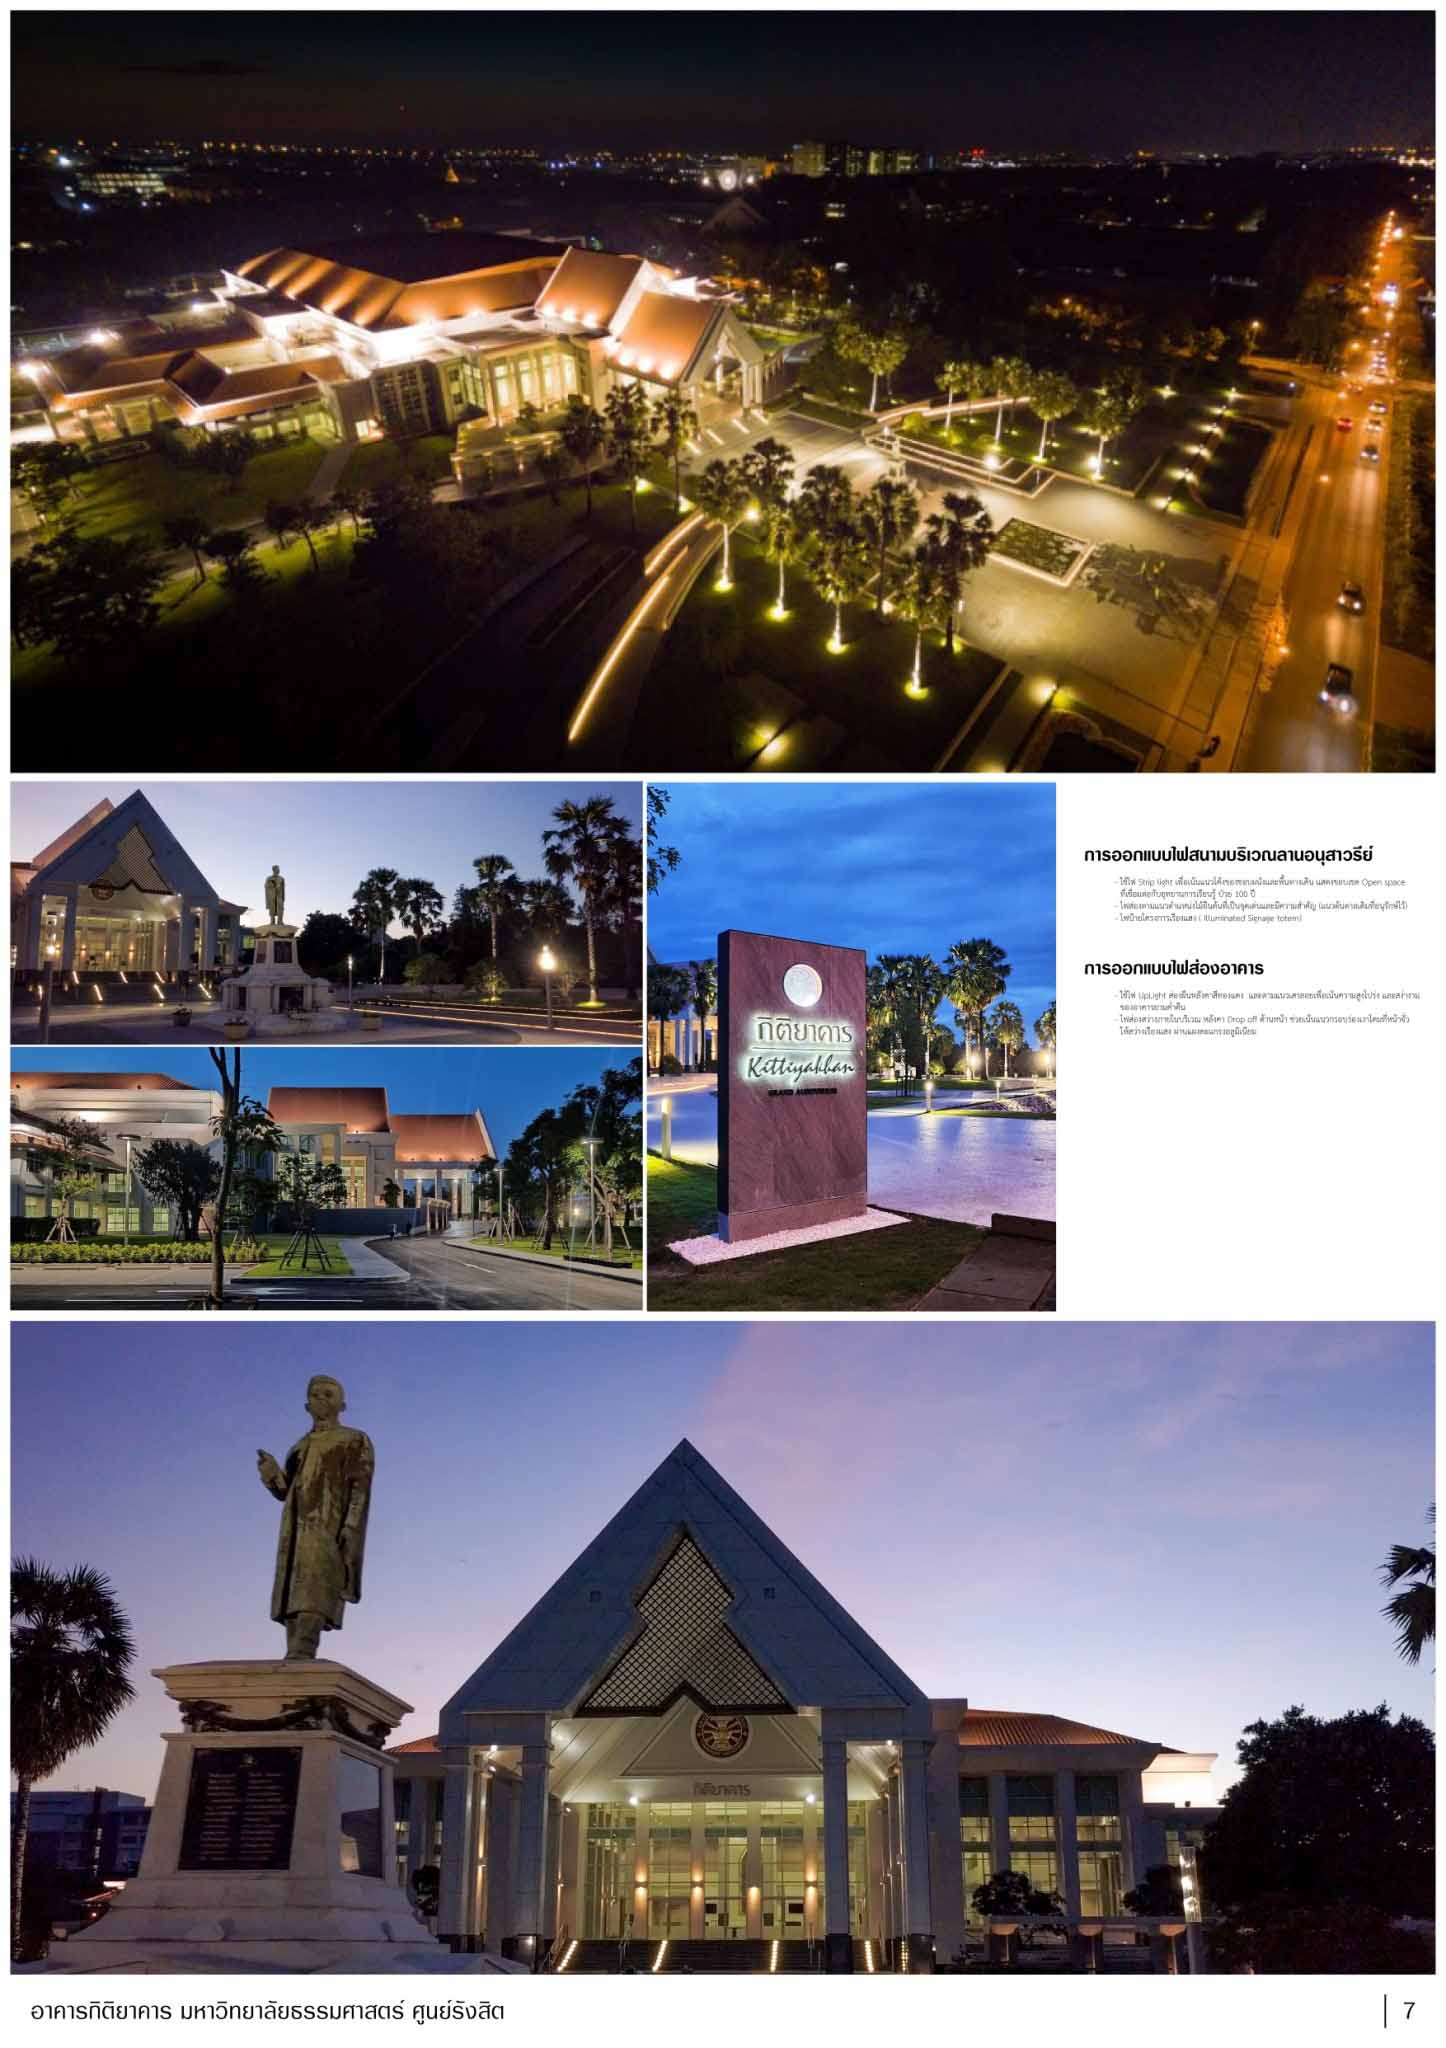 กิติยาคาร
Kittiyakhan
GRAND AUDITORIUM
การออกแบบไฟสนามบริเวณลานอนุสาวรีย์
- ใช้ไฟ Strip light เพื่อเน้นแนวโค้งของขอบผนังและพื้นทางเดิน แสดงขอบเขต Open space
ที่เชื่อมต่อกับอุทยานการเรียนรู้ ป๋วย 100 ปี
- ไฟส่องตามแนวตำแหน่งไม้ยืนต้นที่เป็นจุดเด่นและมีความสำคัญ (แนวต้นตาลเดิมที่อนุรักษ์ไว้)
- ไฟป้ายโครงการเรืองแสง ( Illuminated Signage totem)
การออกแบบไฟส่องอาคาร
- ใช้ไฟ UpLight ส่องผืนหลังคาสีทองแดง และตามแนวเสาลอยเพื่อเน้นความสูงโปร่ง และสง่างาม
ของอาคารยามค่ำคืน
- ไฟส่องสว่างภายในบริเวณ หลังคา Drop off ด้านหน้า ช่วยเน้นแนวกรอบร่องเงาโดมที่หน้าจั่ว
ให้สว่างเรืองแสง ผ่านแผงตะแกรงอลูมิเนียม
กิติยาคาร
อาคารกิติยาคาร มหาวิทยาลัยธรรมศาสตร์ ศูนย์รังสิต
7